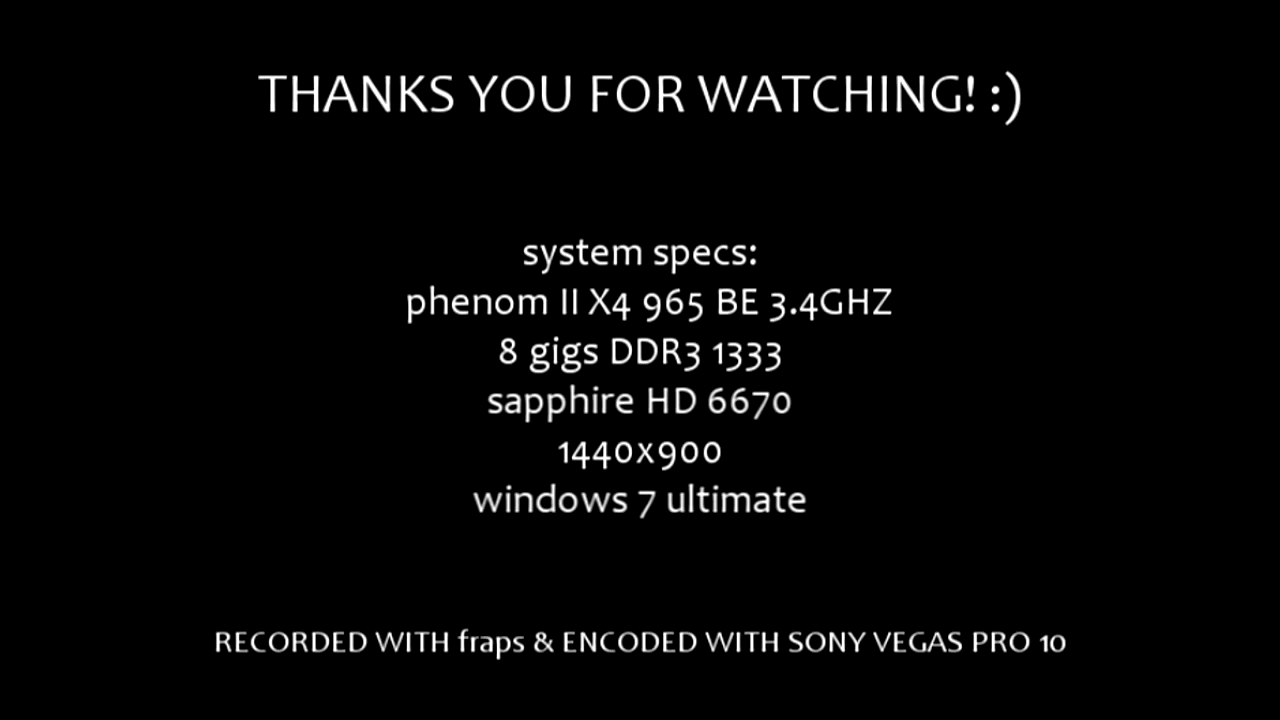 THANKS YOU FOR WATCHING! :)
system specs:
phenom II X4 965 BE 3.4GHZ
8 gigs DDR3 1333
sapphire HD 6670
1440x900
windows 7 ultimate
RECORDED WITH fraps & ENCODED WITH SONY VEGAS PRO 10